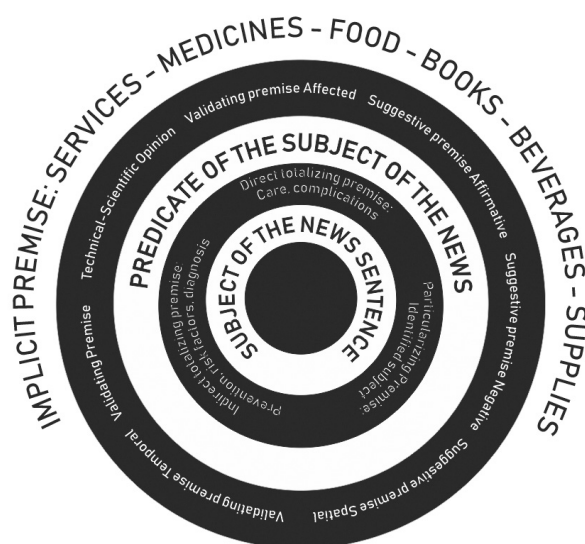 IMPLICIT PREMISE: SERVICES - MEDICINES - FOOD - BOOKS - BEVERAGES - SUPPLIES
Validating premise Affected
Suggestive premise Affirmative
Suggestive premise Negative
Suggestive premise Spatial
Validating premise Temporal
Validating Premise
Technical-Scientific Opinion
PREDICATE OF THE SUBJECT OF THE NEWS
Direct lolalizing premise:
Care, complications
Particularizing Premise:
Identified subject
Indirect lolalizing premise:
Prevention, risk factors, diagnosis
SUBJECT OF THE NEWS SENTENCE